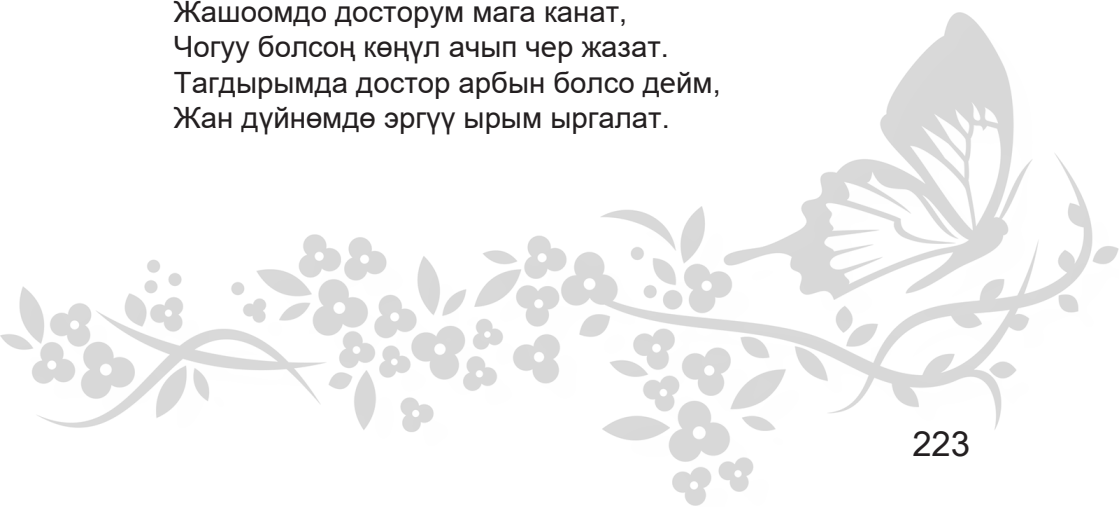 Жашоомдо досторум мага канат,
Чогуу болсоң көңүл ачып чер жазат.
Тагдырымда достор арбын болсо дейм,
Жан дүйнөмдө эргүү ырым ыргалат.
223